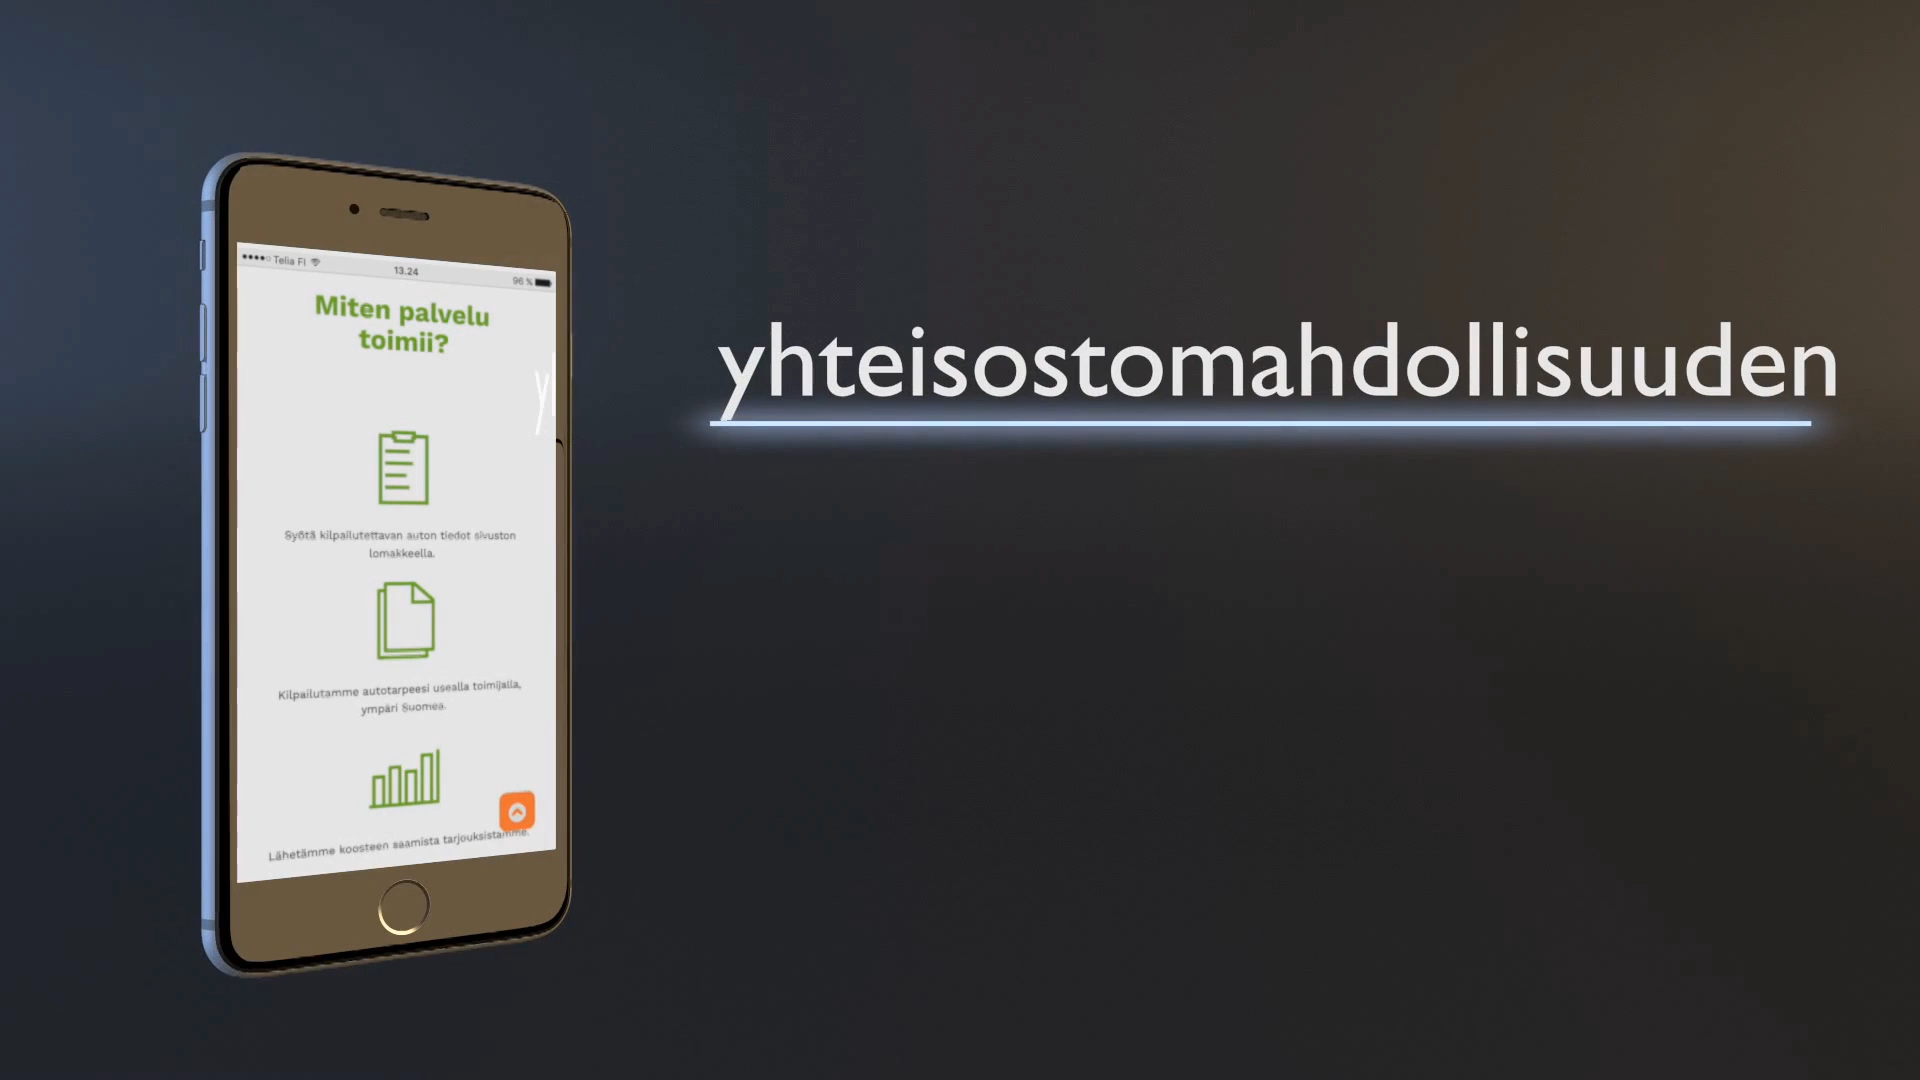 Telia FI
13.24
96 %
Miten palvelu
toimii?
yhteisostomahdollisuuden
Syötä kilpailutettavan auton tiedot sivuston
lomakkeella.
Kilpailutamme autotarpeesi usealla toimijalla,
ympäri Suomea.
Lähetämme koosteen saamista tarjouksistamme.